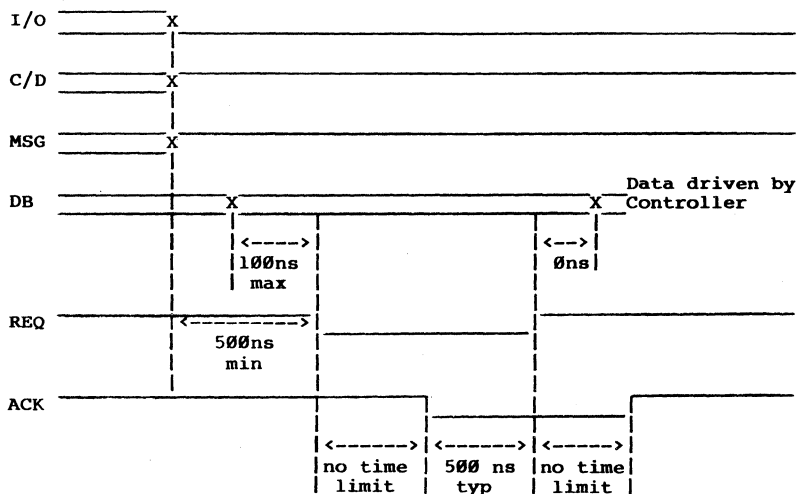 I/O X
C/D X
MSG X
DB X X Data driven by
Controller
<----> <-->
100ns 0ns
max
REQ <------------->
500ns
min
ACK
<-------> <-------> <------>
no time 500 ns no time
limit typ limit